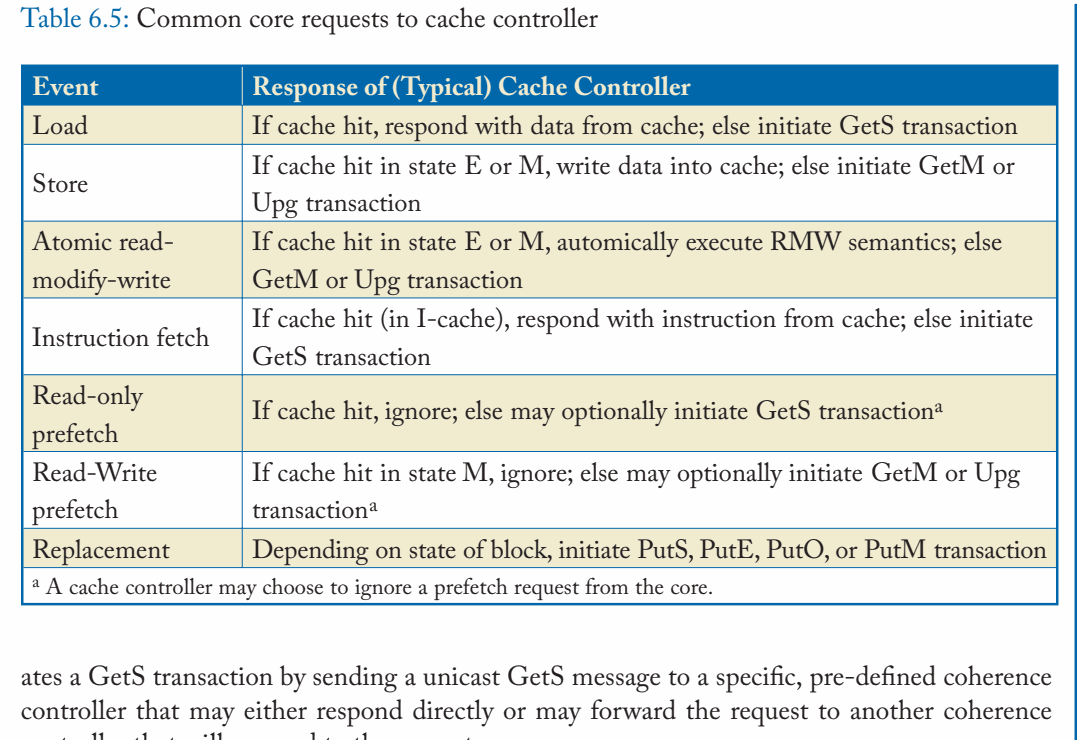 Table 6.5: Common core requests to cache controller
Event
Response of (Typical) Cache Controller
Load
If cache hit, respond with data from cache; else initiate GetS transaction
Store
If cache hit in state E or M, write data into cache; else initiate GetM or
Upg transaction
Atomic read-
modify-write
If cache hit in state E or M, automically execute RMW semantics; else
GetM or Upg transaction
Instruction fetch
If cache hit (in I-cache), respond with instruction from cache; else initiate
GetS transaction
Read-only
prefetch
If cache hit, ignore; else may optionally initiate GetS transactionᵃ
Read-Write
prefetch
If cache hit in state M, ignore; else may optionally initiate GetM or Upg
transactionᵃ
Replacement
Depending on state of block, initiate PutS, PutE, PutO, or PutM transaction
ᵃ A cache controller may choose to ignore a prefetch request from the core.
ates a GetS transaction by sending a unicast GetS message to a specific, pre-defined coherence
controller that may either respond directly or may forward the request to another coherence